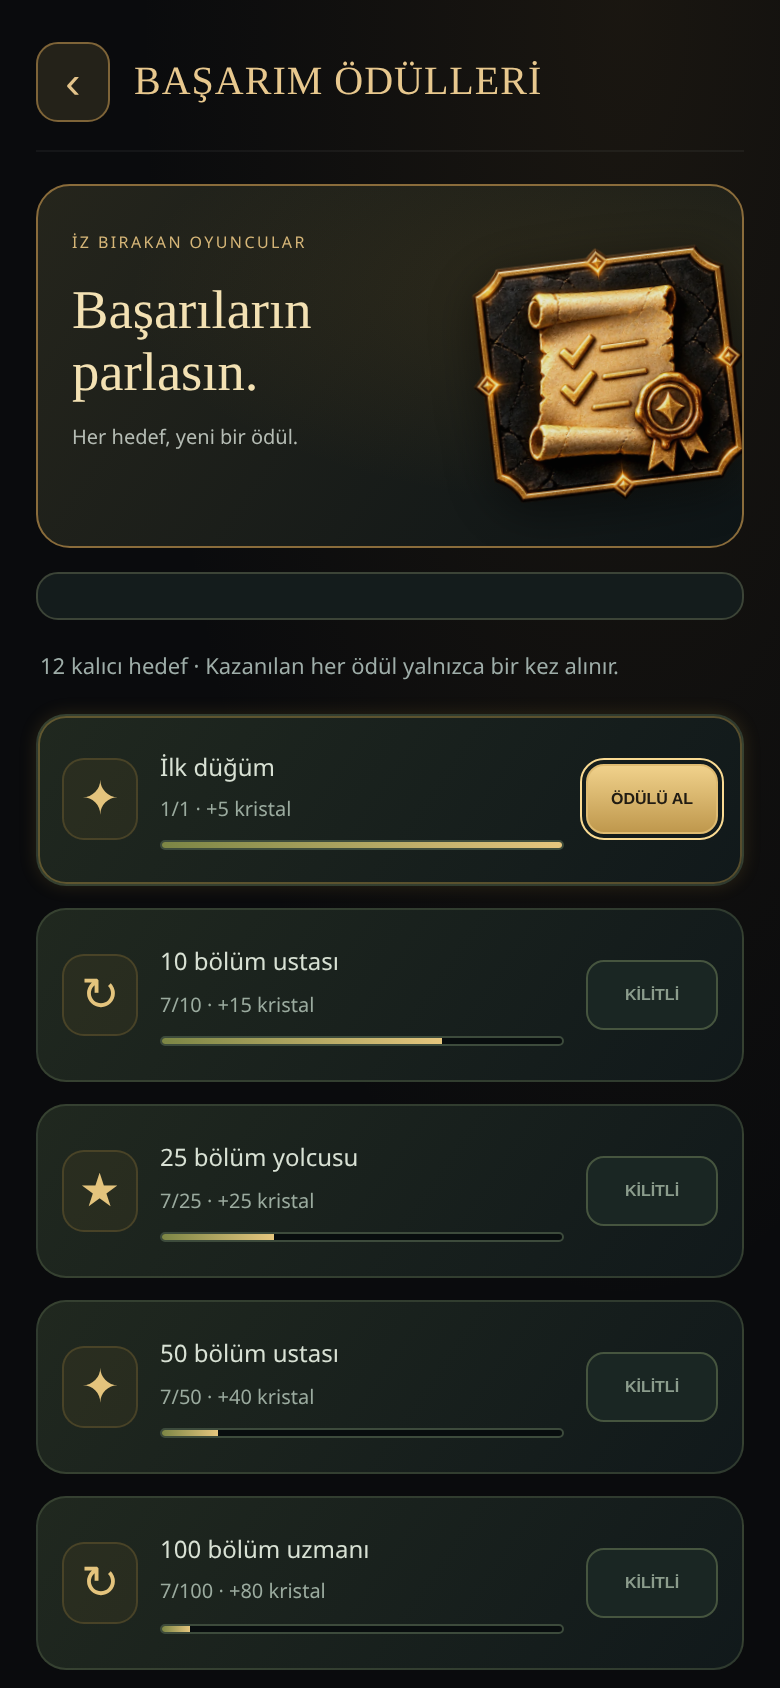 ‹ BAŞARIM ÖDÜLLERİ
İZ BIRAKAN OYUNCULAR
Başarıların
parlasın.
Her hedef, yeni bir ödül.
12 kalıcı hedef · Kazanılan her ödül yalnızca bir kez alınır.
İlk düğüm
1/1 · +5 kristal
ÖDÜLÜ AL
10 bölüm ustası
7/10 · +15 kristal
KİLİTLİ
25 bölüm yolcusu
7/25 · +25 kristal
KİLİTLİ
50 bölüm ustası
7/50 · +40 kristal
KİLİTLİ
100 bölüm uzmanı
7/100 · +80 kristal
KİLİTLİ